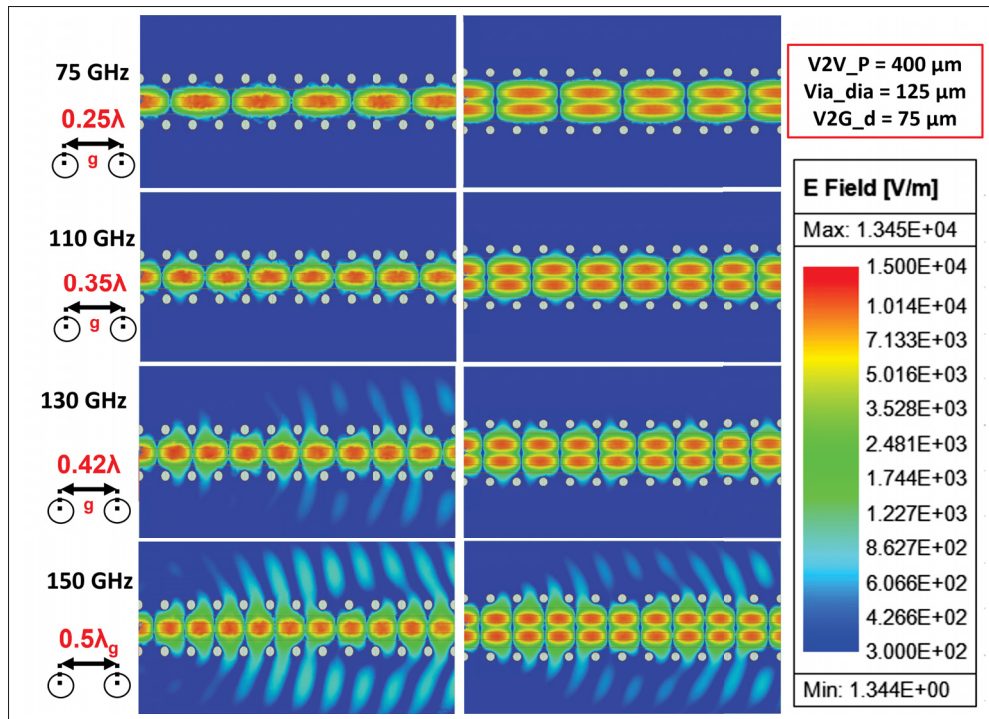 75 GHz
0.25λ
g
110 GHz
0.35λ
g
130 GHz
0.42λ
g
150 GHz
0.5λg
V2V_P = 400 μm
Via_dia = 125 μm
V2G_d = 75 μm
E Field [V/m]
Max: 1.345E+04
1.500E+04
1.014E+04
7.133E+03
5.016E+03
3.528E+03
2.481E+03
1.744E+03
1.227E+03
8.627E+02
6.066E+02
4.266E+02
3.000E+02
Min: 1.344E+00